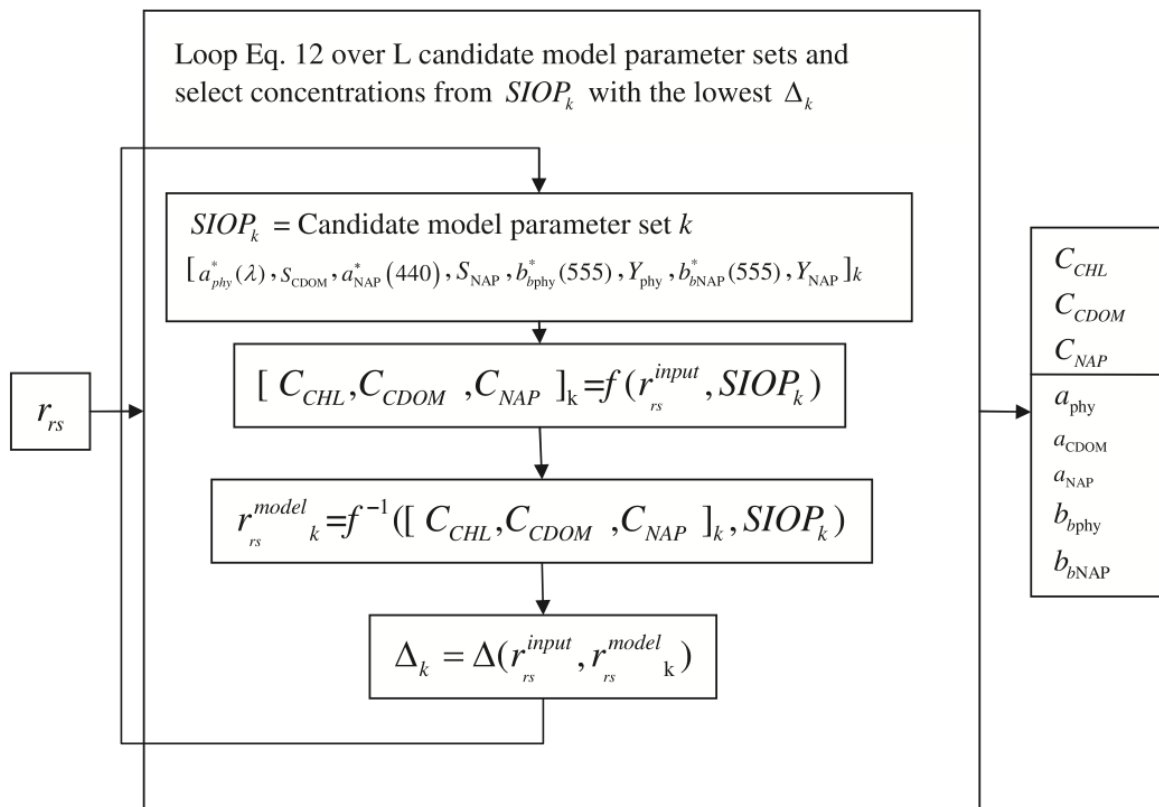 Loop Eq. 12 over L candidate model parameter sets and
select concentrations from SIOP_k with the lowest Δ_k
SIOP_k = Candidate model parameter set k
[a*_phy(λ), S_CDOM, a*_NAP(440), S_NAP, b*_bphy(555), Y_phy, b*_bNAP(555), Y_NAP]_k
[ C_CHL, C_CDOM , C_NAP ]_k=f(r_rs^input, SIOP_k)
r_rs^model_k=f^-1([ C_CHL, C_CDOM , C_NAP ]_k, SIOP_k)
Δ_k = Δ(r_rs^input, r_rs^model_k)
r_rs
C_CHL
C_CDOM
C_NAP
a_phy
a_CDOM
a_NAP
b_bphy
b_bNAP